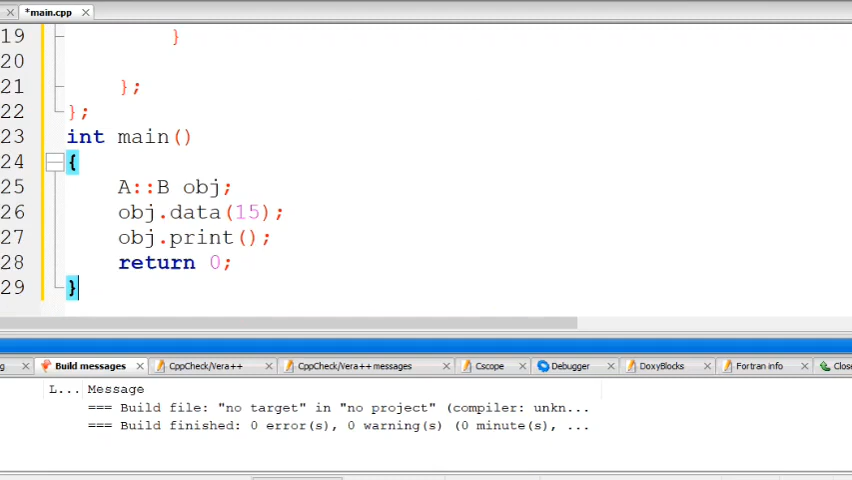 *main.cpp
19 }
20
21 };
22 };
23 int main()
24 {
25 A::B obj;
26 obj.data(15);
27 obj.print();
28 return 0;
29 }
g Build messages CppCheck/Vera++ CppCheck/Vera++ messages Cscope Debugger DoxyBlocks Fortran info Close
L... Message
=== Build file: "no target" in "no project" (compiler: unkn...
=== Build finished: 0 error(s), 0 warning(s) (0 minute(s), ...